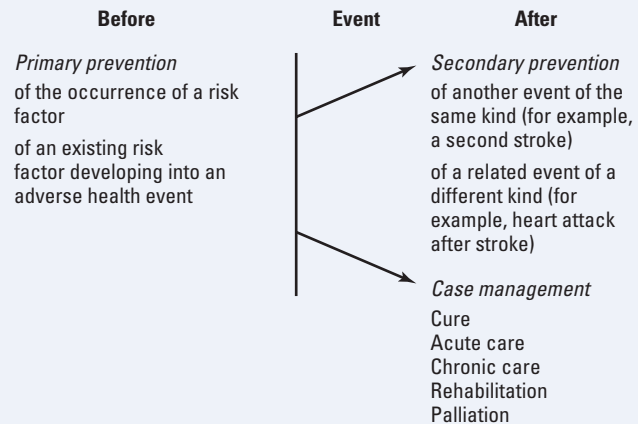 Before
Event
After
Primary prevention
of the occurrence of a risk
factor
of an existing risk
factor developing into an
adverse health event
Secondary prevention
of another event of the
same kind (for example,
a second stroke)
of a related event of a
different kind (for
example, heart attack
after stroke)
Case management
Cure
Acute care
Chronic care
Rehabilitation
Palliation